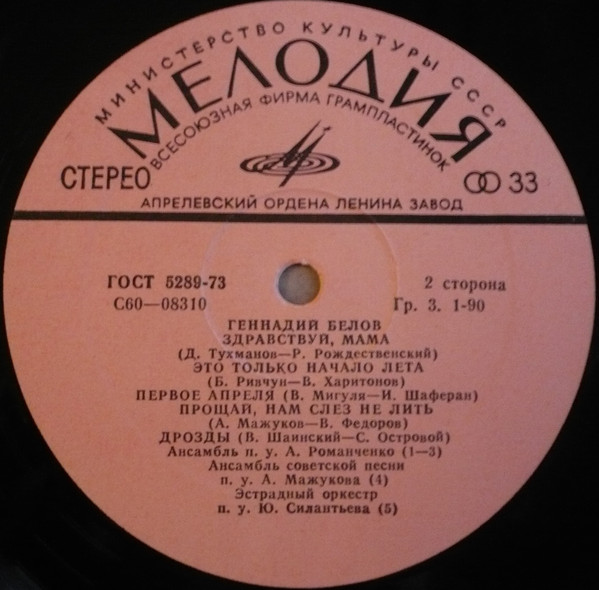 МИНИСТЕРСТВО КУЛЬТУРЫ СССР
МЕЛОДИЯ
ВСЕСОЮЗНАЯ ФИРМА ГРАМПЛАСТИНОК
СТЕРЕО
33
АПРЕЛЕВСКИЙ ОРДЕНА ЛЕНИНА ЗАВОД
ГОСТ 5289-73
2 сторона
С60—08310
Гр. 3. 1-90
ГЕННАДИЙ БЕЛОВ
ЗДРАВСТВУЙ, МАМА
(Д. Тухманов—Р. Рождественский)
ЭТО ТОЛЬКО НАЧАЛО ЛЕТА
(Б. Ривчун—В. Харитонов)
ПЕРВОЕ АПРЕЛЯ (В. Мигуля—И. Шаферан)
ПРОЩАЙ, НАМ СЛЕЗ НЕ ЛИТЬ
(А. Мажуков—В. Федоров)
ДРОЗДЫ (В. Шаинский—С. Островой)
Ансамбль п. у. А. Романченко (1—3)
Ансамбль советской песни
п. у. А. Мажукова (4)
Эстрадный оркестр
п. у. Ю. Силантьева (5)